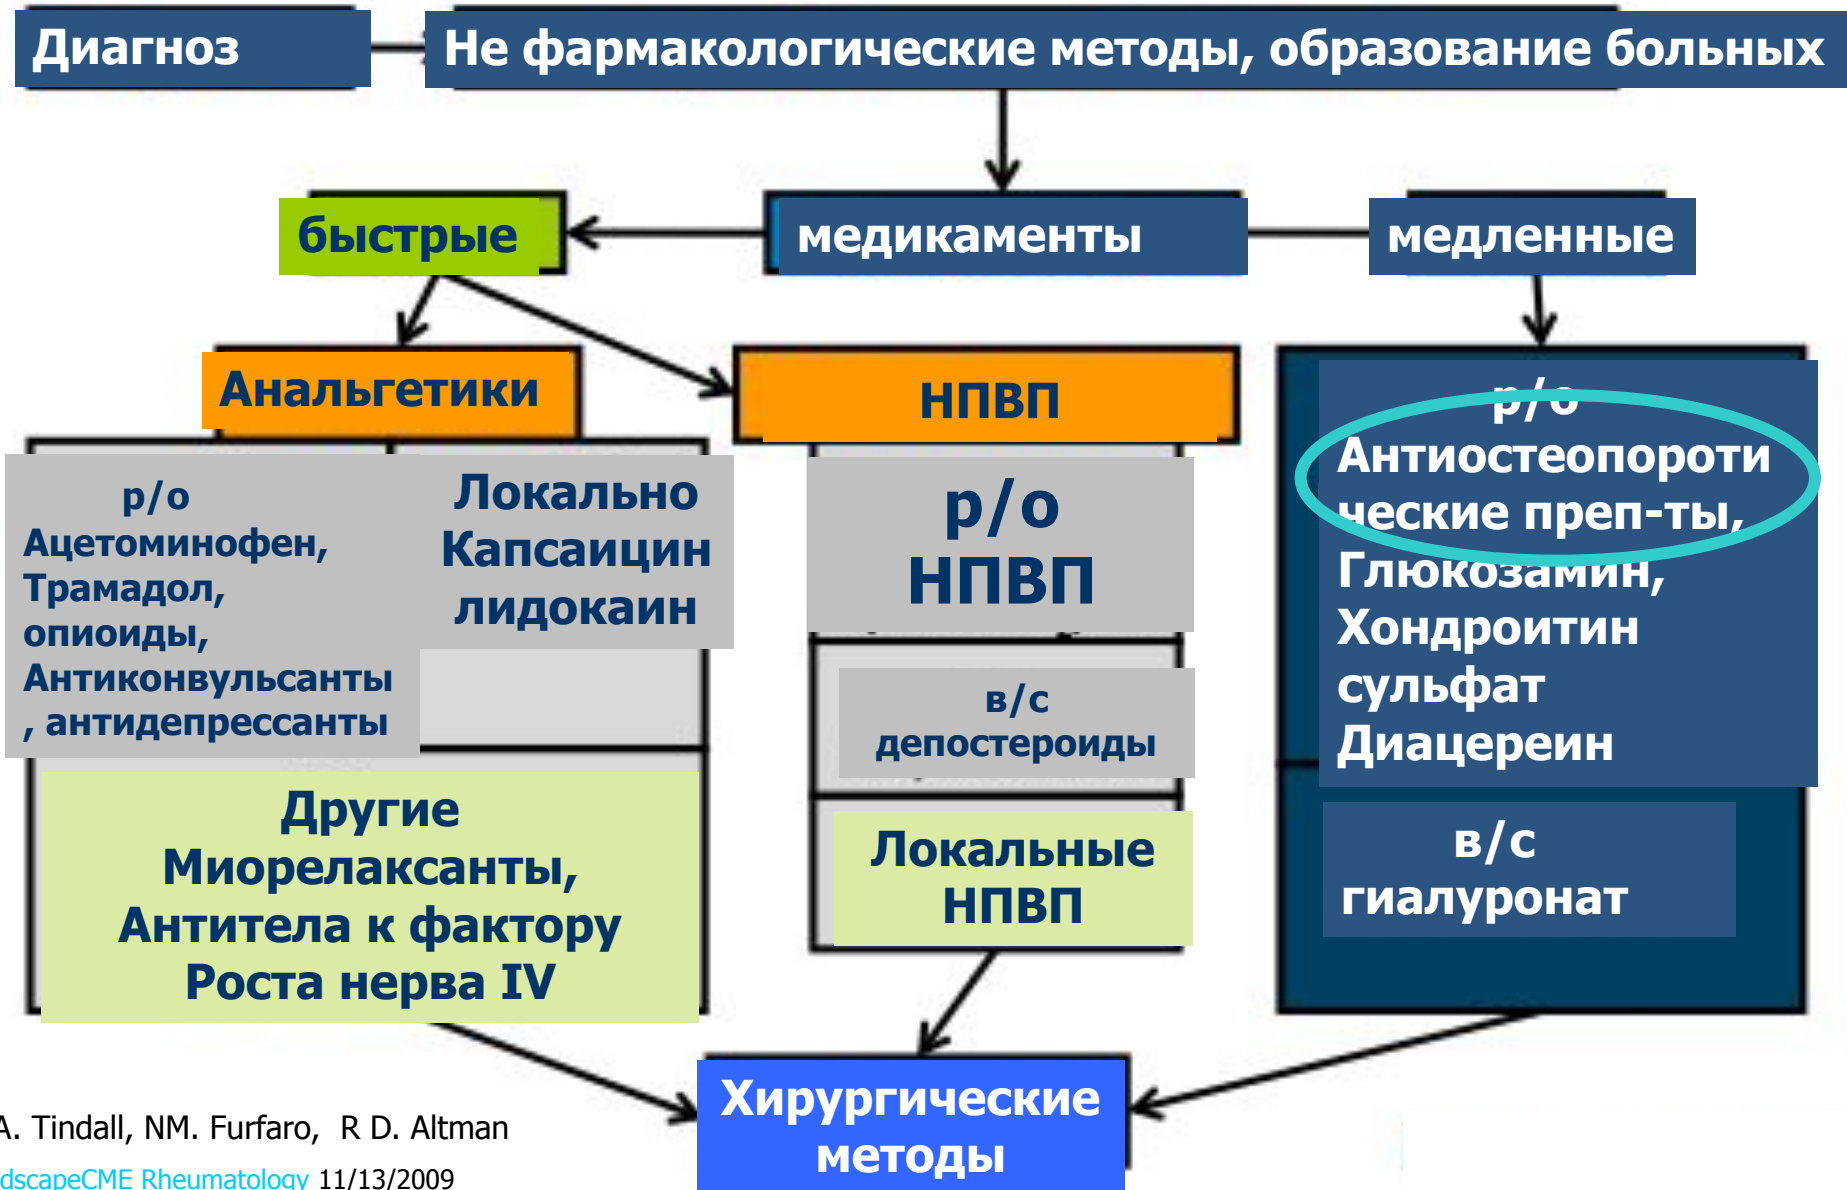 Диагноз
Не фармакологические методы, образование больных
быстрые
медикаменты
медленные
Анальгетики
НПВП
р/о
Ацетоминофен,
Трамадол,
опиоиды,
Антиконвульсанты
, антидепрессанты
Локально
Капсаицин
лидокаин
р/о
НПВП
в/с
депостероиды
Локальные
НПВП
р/о
Антиостеопороти
ческие преп-ты,
Глюкозамин,
Хондроитин
сульфат
Диацереин
в/с
гиалуронат
Другие
Миорелаксанты,
Антитела к фактору
Роста нерва IV
Хирургические
методы
A. Tindall, NM. Furfaro, R D. Altman
dscapeCME Rheumatology 11/13/2009